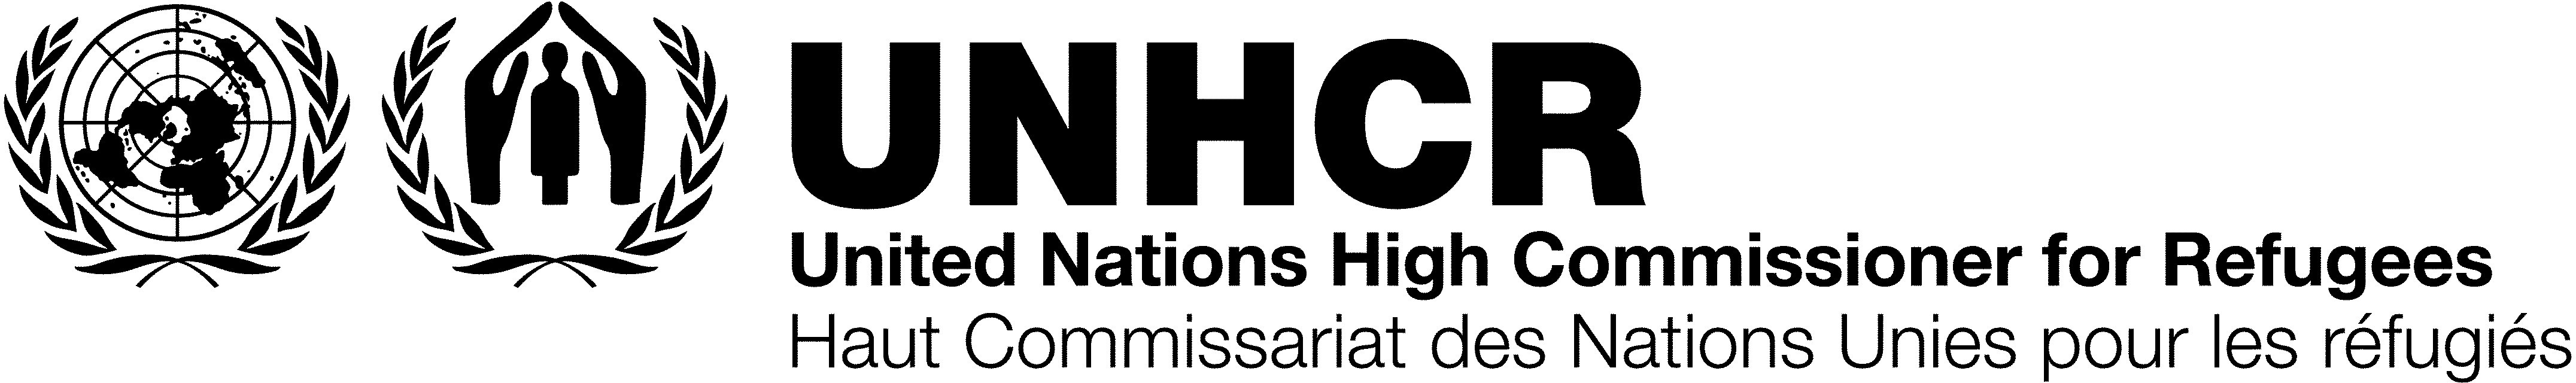 UNHCR
United Nations High Commissioner for Refugees
Haut Commissariat des Nations Unies pour les réfugiés